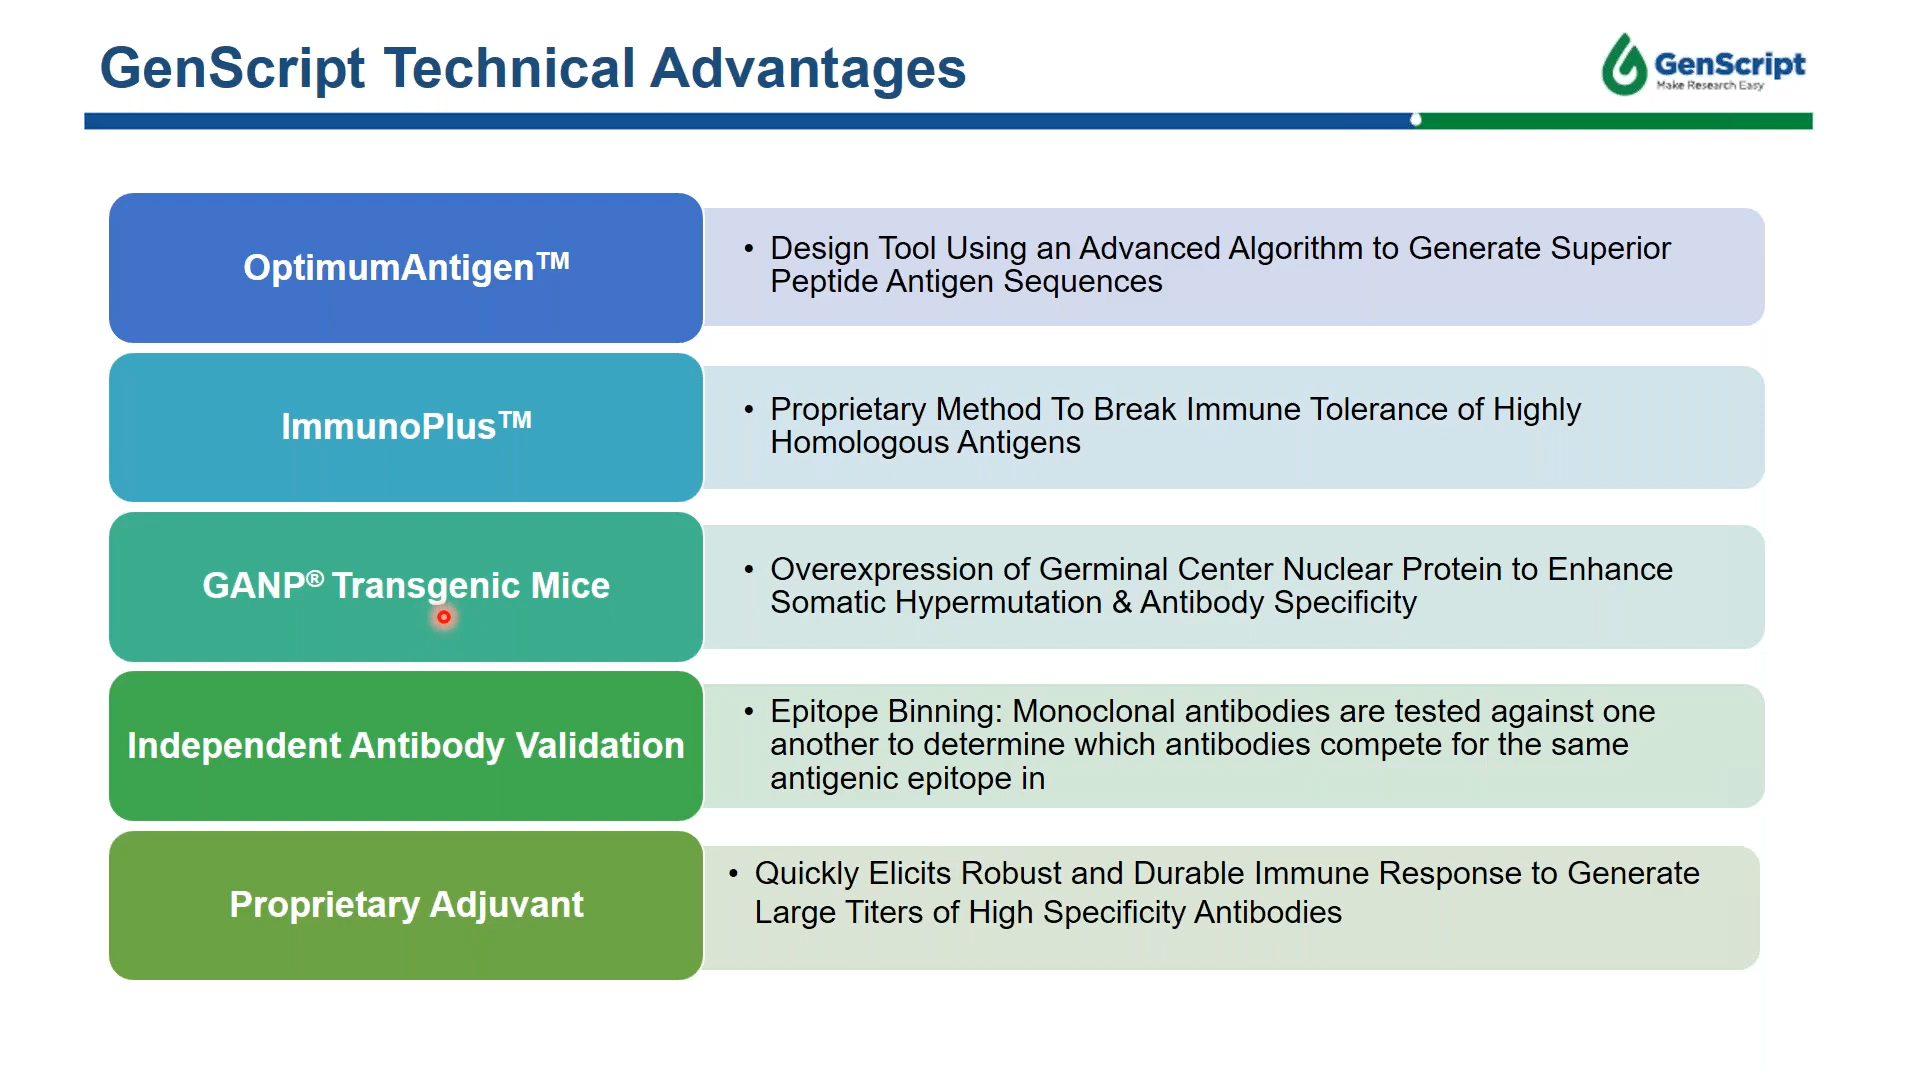 GenScript Technical Advantages
GenScript
Make Research Easy
OptimumAntigen™
• Design Tool Using an Advanced Algorithm to Generate Superior
Peptide Antigen Sequences
ImmunoPlus™
• Proprietary Method To Break Immune Tolerance of Highly
Homologous Antigens
GANP® Transgenic Mice
• Overexpression of Germinal Center Nuclear Protein to Enhance
Somatic Hypermutation & Antibody Specificity
Independent Antibody Validation
• Epitope Binning: Monoclonal antibodies are tested against one
another to determine which antibodies compete for the same
antigenic epitope in
Proprietary Adjuvant
• Quickly Elicits Robust and Durable Immune Response to Generate
Large Titers of High Specificity Antibodies